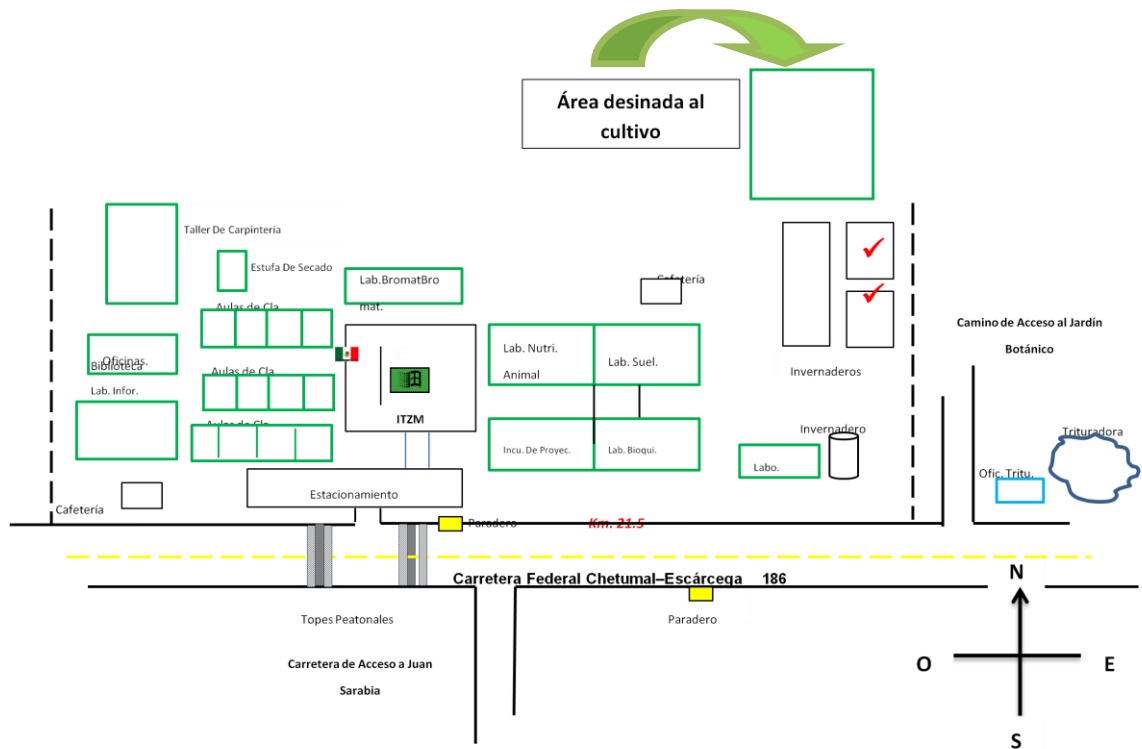 Área desinada al
cultivo
Taller De Carpintería
Estufa De Secado
Lab.BromatBro
mat.
Cafetería
Aulas de Cla
Camino de Acceso al Jardín
Botánico
Oficinas.
Biblioteca
Lab. Infor.
Aulas de Cla
Lab. Nutri.
Animal
Lab. Suel.
Invernaderos
ITZM
Aulas de Cla
Incu. De Proyec.
Lab. Bioqui.
Invernadero
Labo.
Trituradora
Ofic. Tritu.
Estacionamiento
Cafetería
Paradero
Km. 21.5
Carretera Federal Chetumal–Escárcega 186
Topes Peatonales
Paradero
Carretera de Acceso a Juan
Sarabia
N
O
E
S